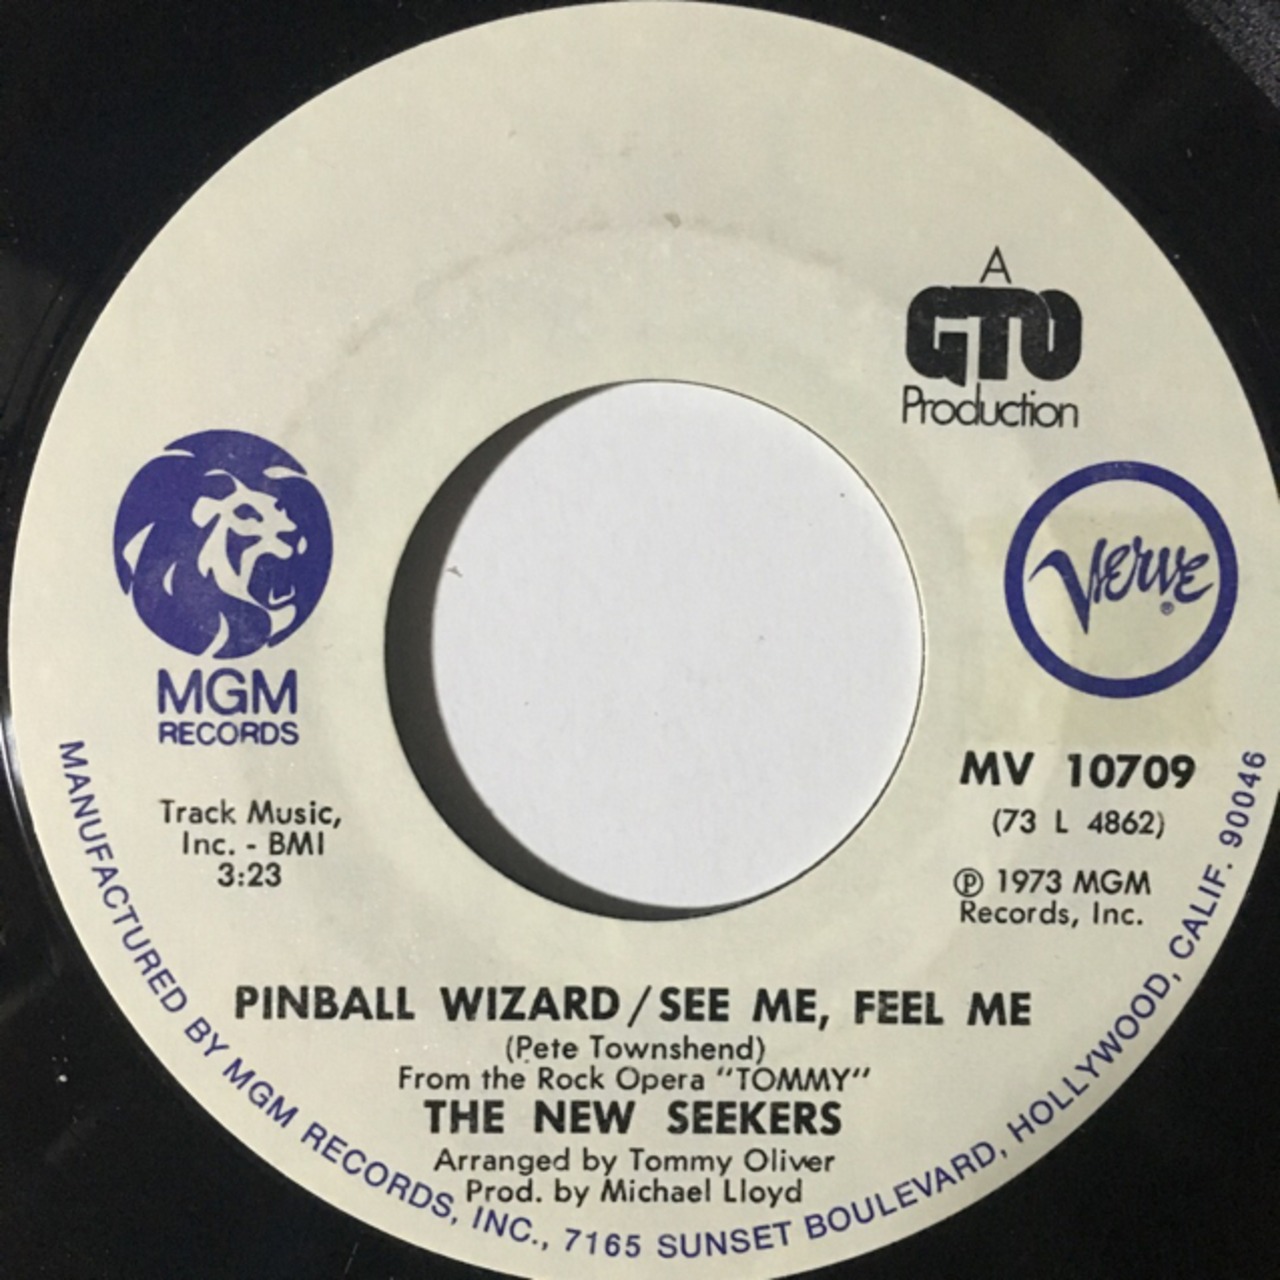 A
GTO
Production
MGM
RECORDS
VERVE
®
Track Music,
Inc. - BMI
3:23
MV 10709
(73 L 4862)
℗ 1973 MGM
Records, Inc.
PINBALL WIZARD/SEE ME, FEEL ME
(Pete Townshend)
From the Rock Opera "TOMMY"
THE NEW SEEKERS
Arranged by Tommy Oliver
Prod. by Michael Lloyd
MANUFACTURED BY MGM RECORDS, INC., 7165 SUNSET BOULEVARD, HOLLYWOOD, CALIF. 90046